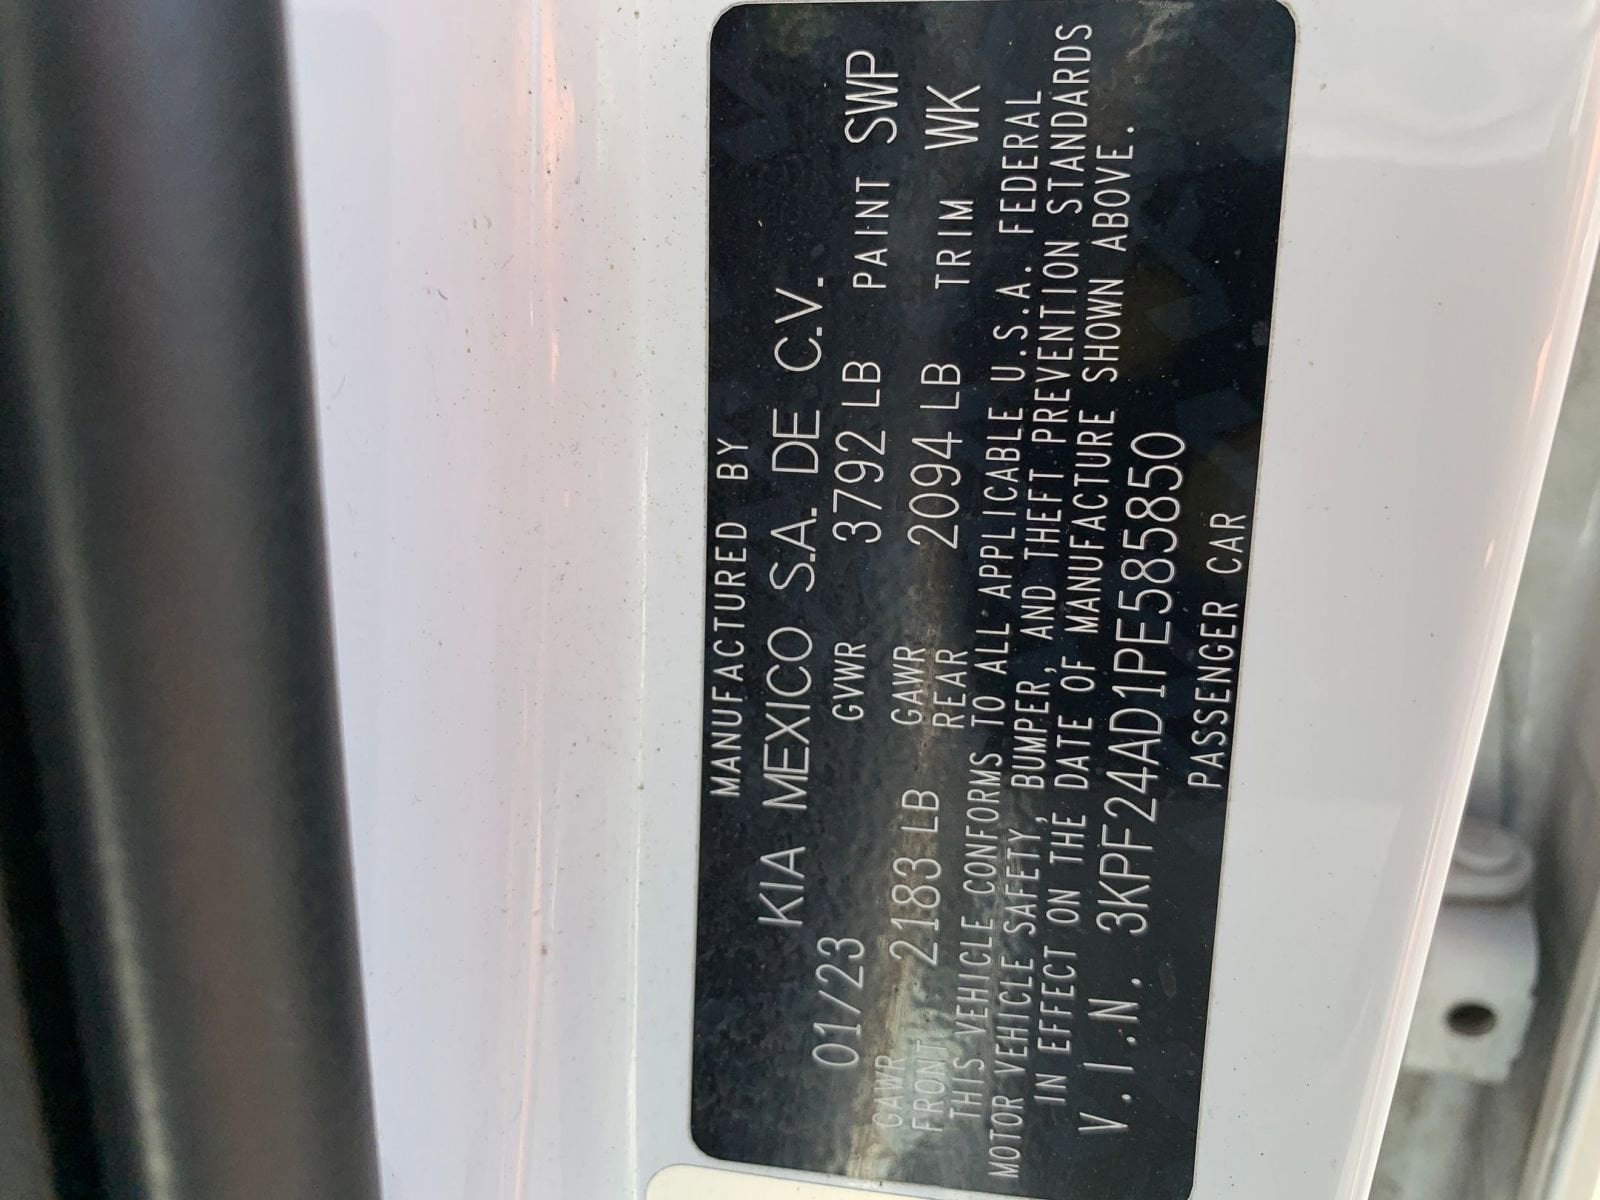 MANUFACTURED BY
KIA MEXICO S.A. DE C.V.
01/23 GVWR 3792 LB PAINT SWP
GAWR FRONT 2183 LB GAWR REAR 2094 LB TRIM WK
THIS VEHICLE CONFORMS TO ALL APPLICABLE U.S.A. FEDERAL
MOTOR VEHICLE SAFETY, BUMPER, AND THEFT PREVENTION STANDARDS
IN EFFECT ON THE DATE OF MANUFACTURE SHOWN ABOVE.
V.I.N. 3KPF24AD1PE585850
PASSENGER CAR